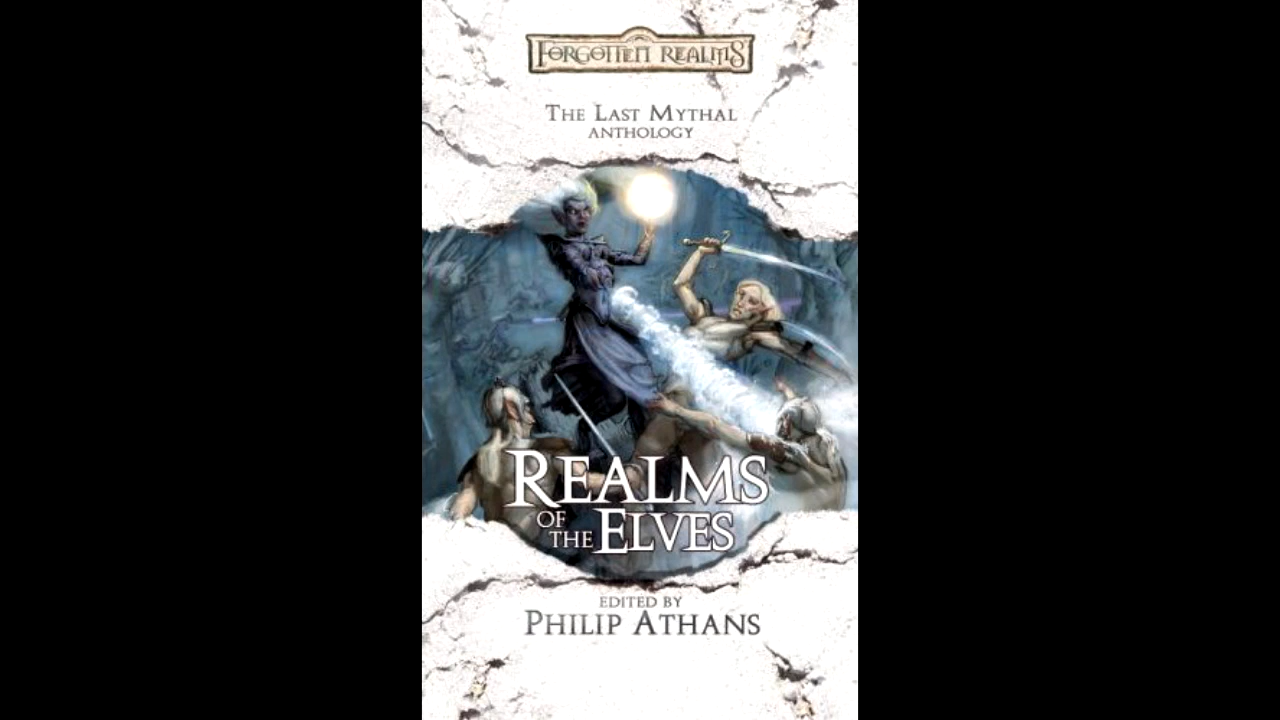 FORGOTTEN REALMS
THE LAST MYTHAL
ANTHOLOGY
REALMS
OF THE ELVES
EDITED BY
PHILIP ATHANS